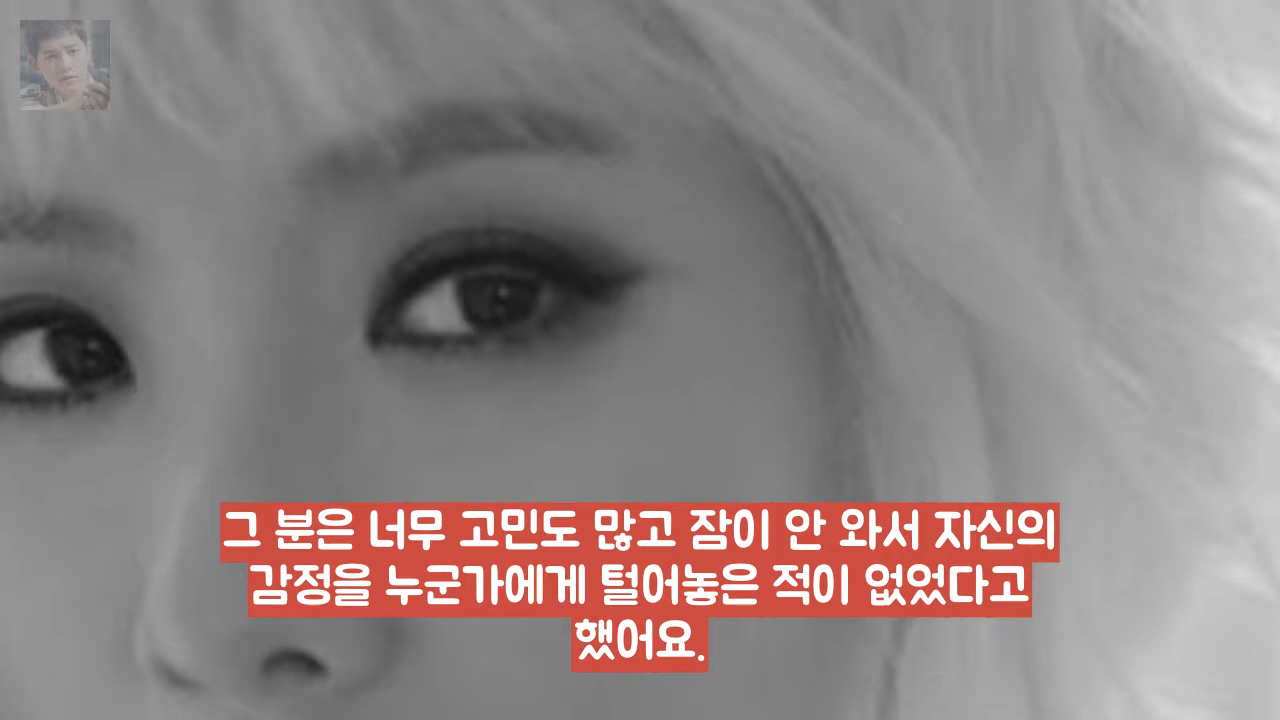 그 분은 너무 고민도 많고 잠이 안 와서 자신의
감정을 누군가에게 털어놓은 적이 없었다고
했어요.